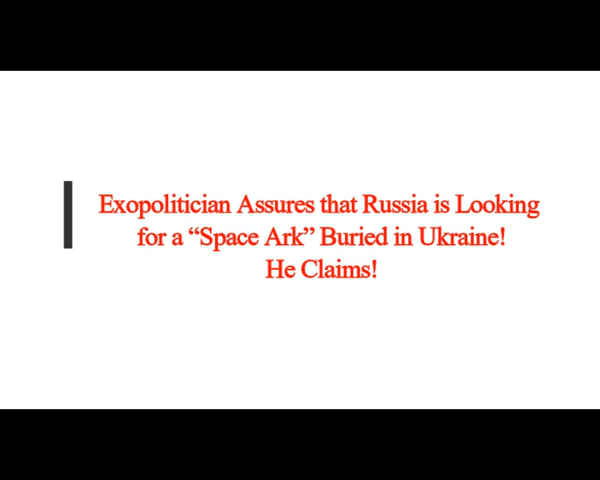 Exopolitician Assures that Russia is Looking
for a “Space Ark” Buried in Ukraine!
He Claims!